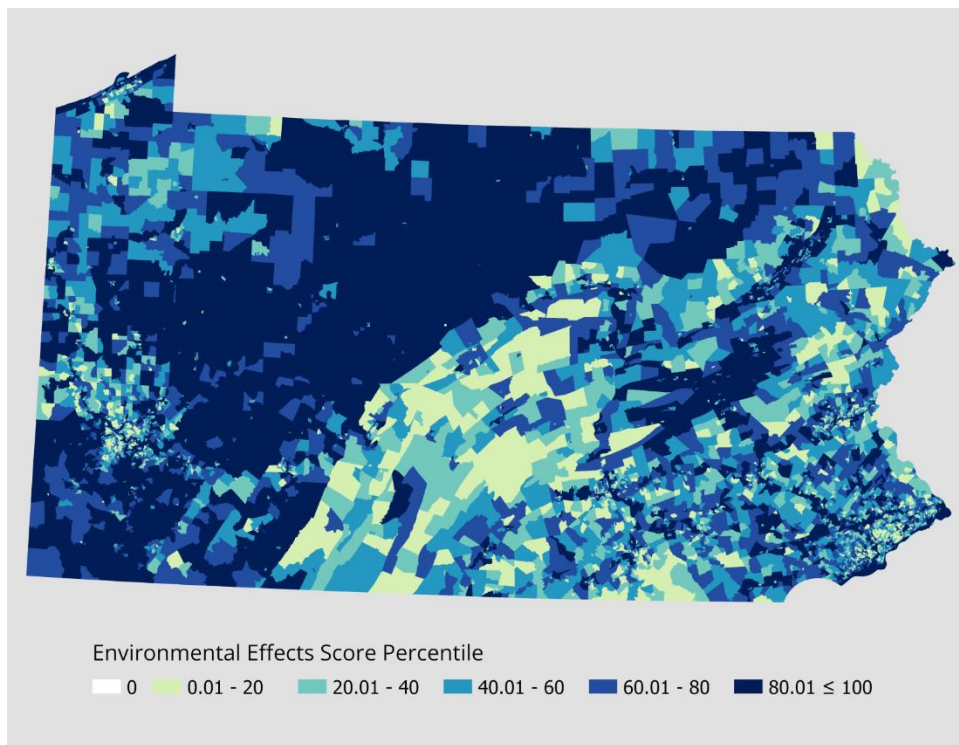 Environmental Effects Score Percentile
0 0.01 - 20 20.01 - 40 40.01 - 60 60.01 - 80 80.01 ≤ 100